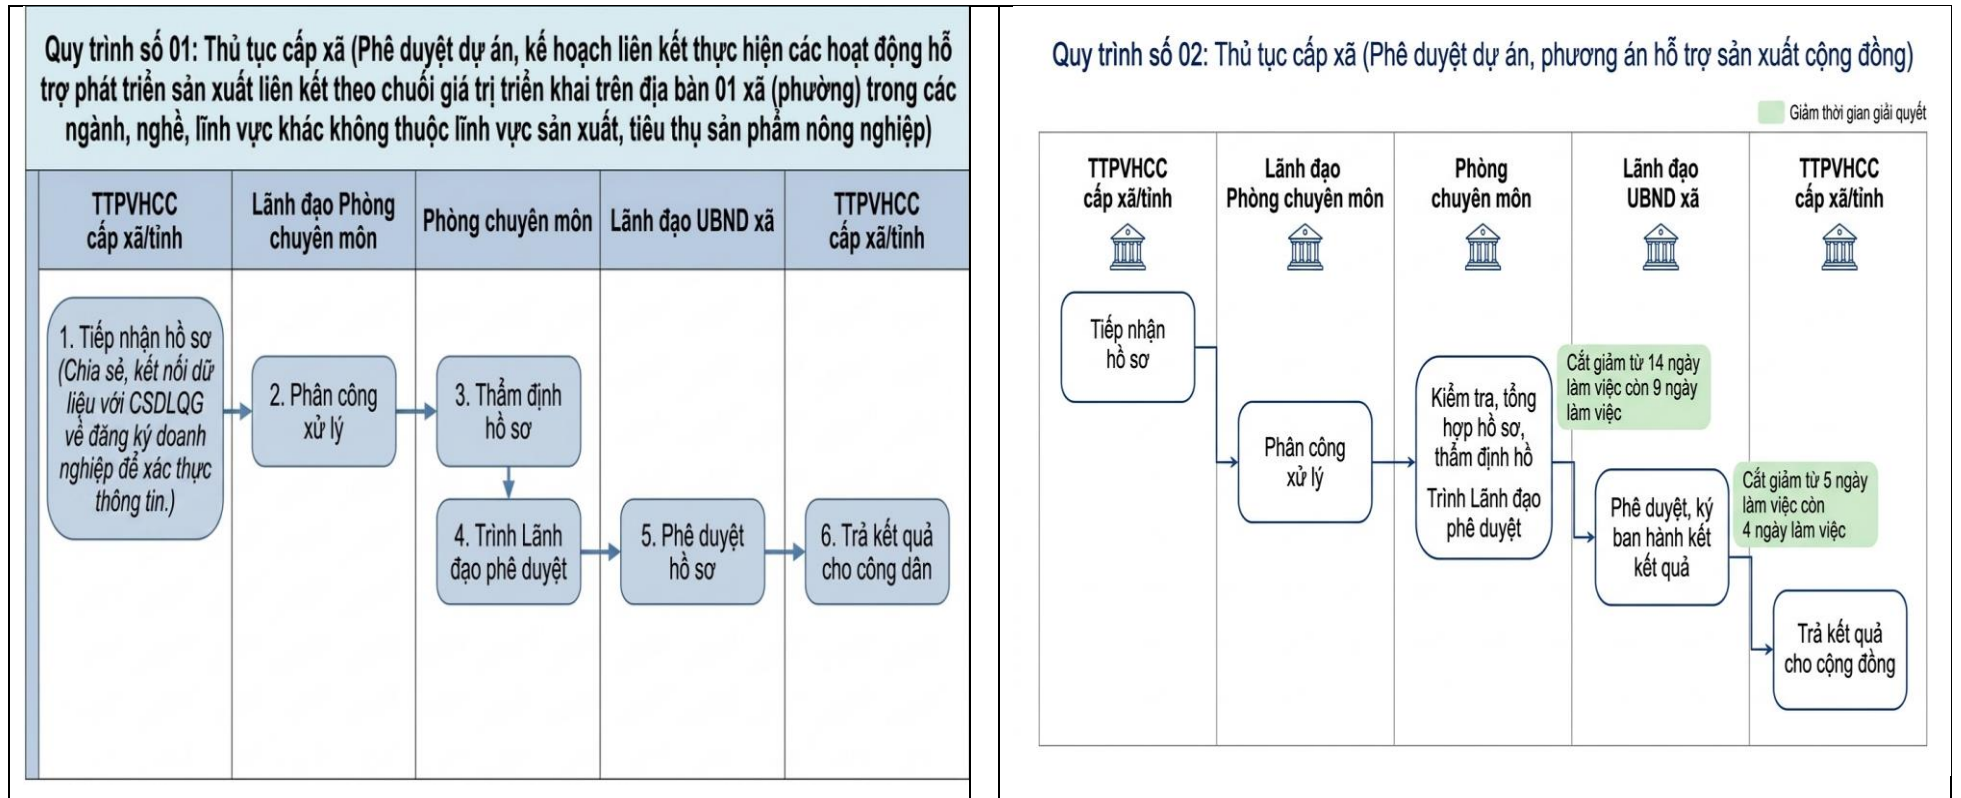 Quy trình số 01: Thủ tục cấp xã (Phê duyệt dự án, kế hoạch liên kết thực hiện các hoạt động hỗ
trợ phát triển sản xuất liên kết theo chuỗi giá trị triển khai trên địa bàn 01 xã (phường) trong các
ngành, nghề, lĩnh vực khác không thuộc lĩnh vực sản xuất, tiêu thụ sản phẩm nông nghiệp)
TTPVHCC
cấp xã/tỉnh
Lãnh đạo Phòng
chuyên môn
Phòng chuyên môn
Lãnh đạo UBND xã
TTPVHCC
cấp xã/tỉnh
1. Tiếp nhận hồ sơ
(Chia sẻ, kết nối dữ
liệu với CSDLQG
về đăng ký doanh
nghiệp để xác thực
thông tin.)
2. Phân công
xử lý
3. Thẩm định
hồ sơ
4. Trình Lãnh
đạo phê duyệt
5. Phê duyệt
hồ sơ
6. Trả kết quả
cho công dân
Quy trình số 02: Thủ tục cấp xã (Phê duyệt dự án, phương án hỗ trợ sản xuất cộng đồng)
Giảm thời gian giải quyết
TTPVHCC
cấp xã/tỉnh
Lãnh đạo
Phòng chuyên môn
Phòng
chuyên môn
Lãnh đạo
UBND xã
TTPVHCC
cấp xã/tỉnh
Tiếp nhận
hồ sơ
Phân công
xử lý
Kiểm tra, tổng
hợp hồ sơ,
thẩm định hồ
Trình Lãnh đạo
phê duyệt
Cắt giảm từ 14 ngày
làm việc còn 9 ngày
làm việc
Phê duyệt, ký
ban hành kết
kết quả
Cắt giảm từ 5 ngày
làm việc còn
4 ngày làm việc
Trả kết quả
cho cộng đồng